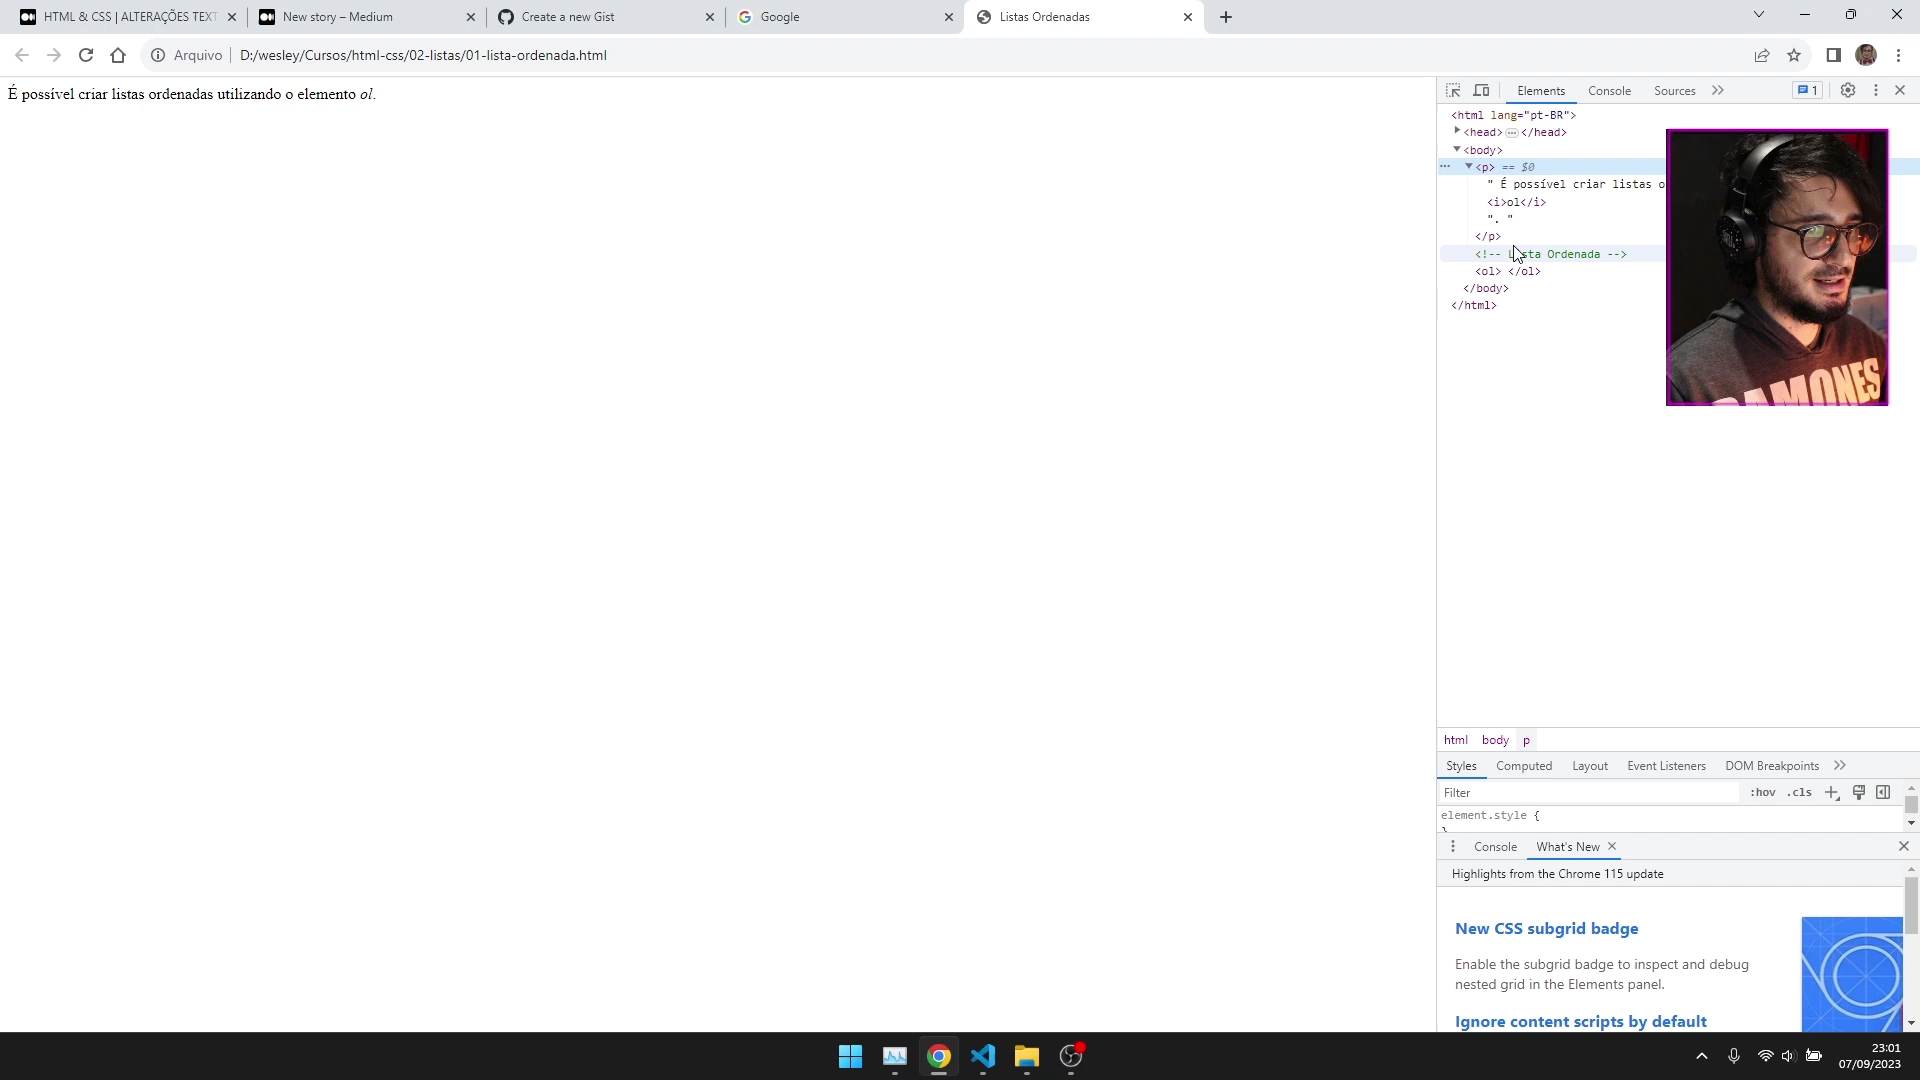 HTML & CSS | ALTERAÇÕES TEXT
New story – Medium
Create a new Gist
Google
Listas Ordenadas
Arquivo
D:/wesley/Cursos/html-css/02-listas/01-lista-ordenada.html
É possível criar listas ordenadas utilizando o elemento ol.
Elements
Console
Sources
1
<html lang="pt-BR">
<head> ••• </head>
<body>
<p> == $0
" É possível criar listas o
<i>ol</i>
". "
</p>
<!-- Lista Ordenada -->
<ol> </ol>
</body>
</html>
RAMONES
html body p
Styles Computed Layout Event Listeners DOM Breakpoints
Filter
:hov .cls
element.style {
}
Console
What's New
Highlights from the Chrome 115 update
New CSS subgrid badge
Enable the subgrid badge to inspect and debug
nested grid in the Elements panel.
Ignore content scripts by default
23:01
07/09/2023